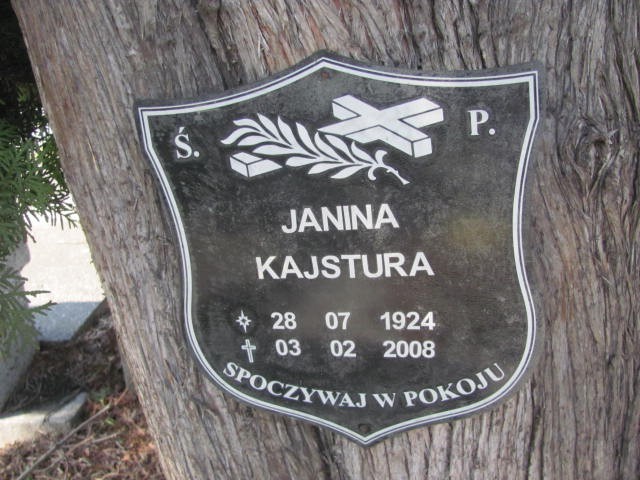 Ś. P.
JANINA
KAJSTURA
28 07 1924
03 02 2008
SPOCZYWAJ W POKOJU